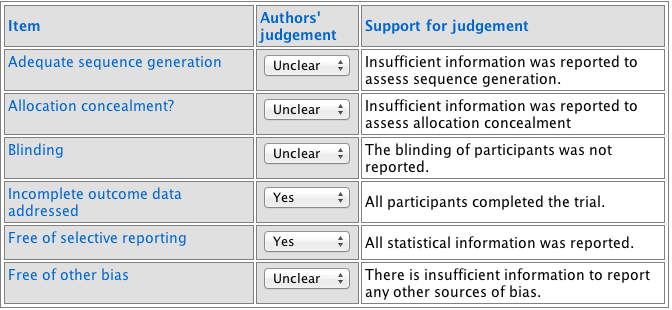 Item
Authors' judgement
Support for judgement
Adequate sequence generation
Unclear
Insufficient information was reported to
assess sequence generation.
Allocation concealment?
Unclear
Insufficient information was reported to
assess allocation concealment
Blinding
Unclear
The blinding of participants was not
reported.
Incomplete outcome data
addressed
Yes
All participants completed the trial.
Free of selective reporting
Yes
All statistical information was reported.
Free of other bias
Unclear
There is insufficient information to report
any other sources of bias.